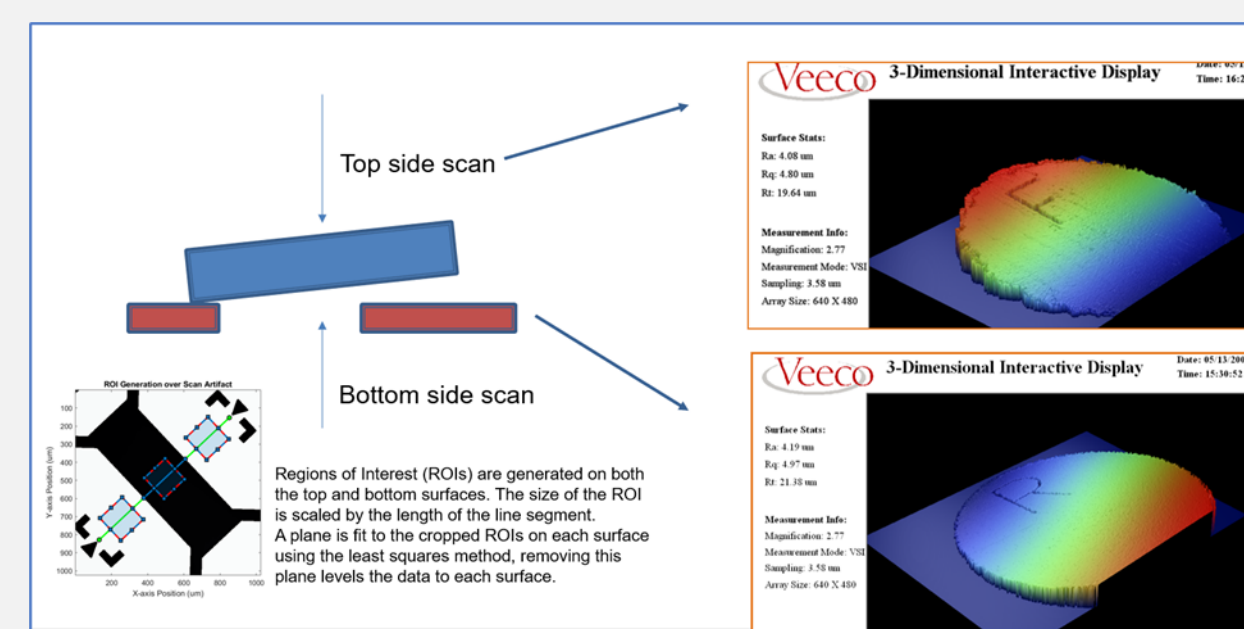 Top side scan
Bottom side scan
ROI Generation over Scan Artifact
Y-axis Position (um)
100
200
300
400
500
600
700
800
900
1000
200
400
600
800
1000
X-axis Position (um)
Regions of Interest (ROIs) are generated on both
the top and bottom surfaces. The size of the ROI
is scaled by the length of the line segment.
A plane is fit to the cropped ROIs on each surface
using the least squares method, removing this
plane levels the data to each surface.
Veeco
3-Dimensional Interactive Display
Time: 16:2
Surface Stats:
Ra: 4.08 um
Rq: 4.80 um
Rt: 19.64 um
Measurement Info:
Magnification: 2.77
Measurement Mode: VSI
Sampling: 3.58 um
Array Size: 640 X 480
Veeco
3-Dimensional Interactive Display
Date: 05/13/200
Time: 15:30:52
Surface Stats:
Ra: 4.19 um
Rq: 4.97 um
Rt: 21.38 um
Measurement Info:
Magnification: 2.77
Measurement Mode: VSI
Sampling: 3.58 um
Array Size: 640 X 480